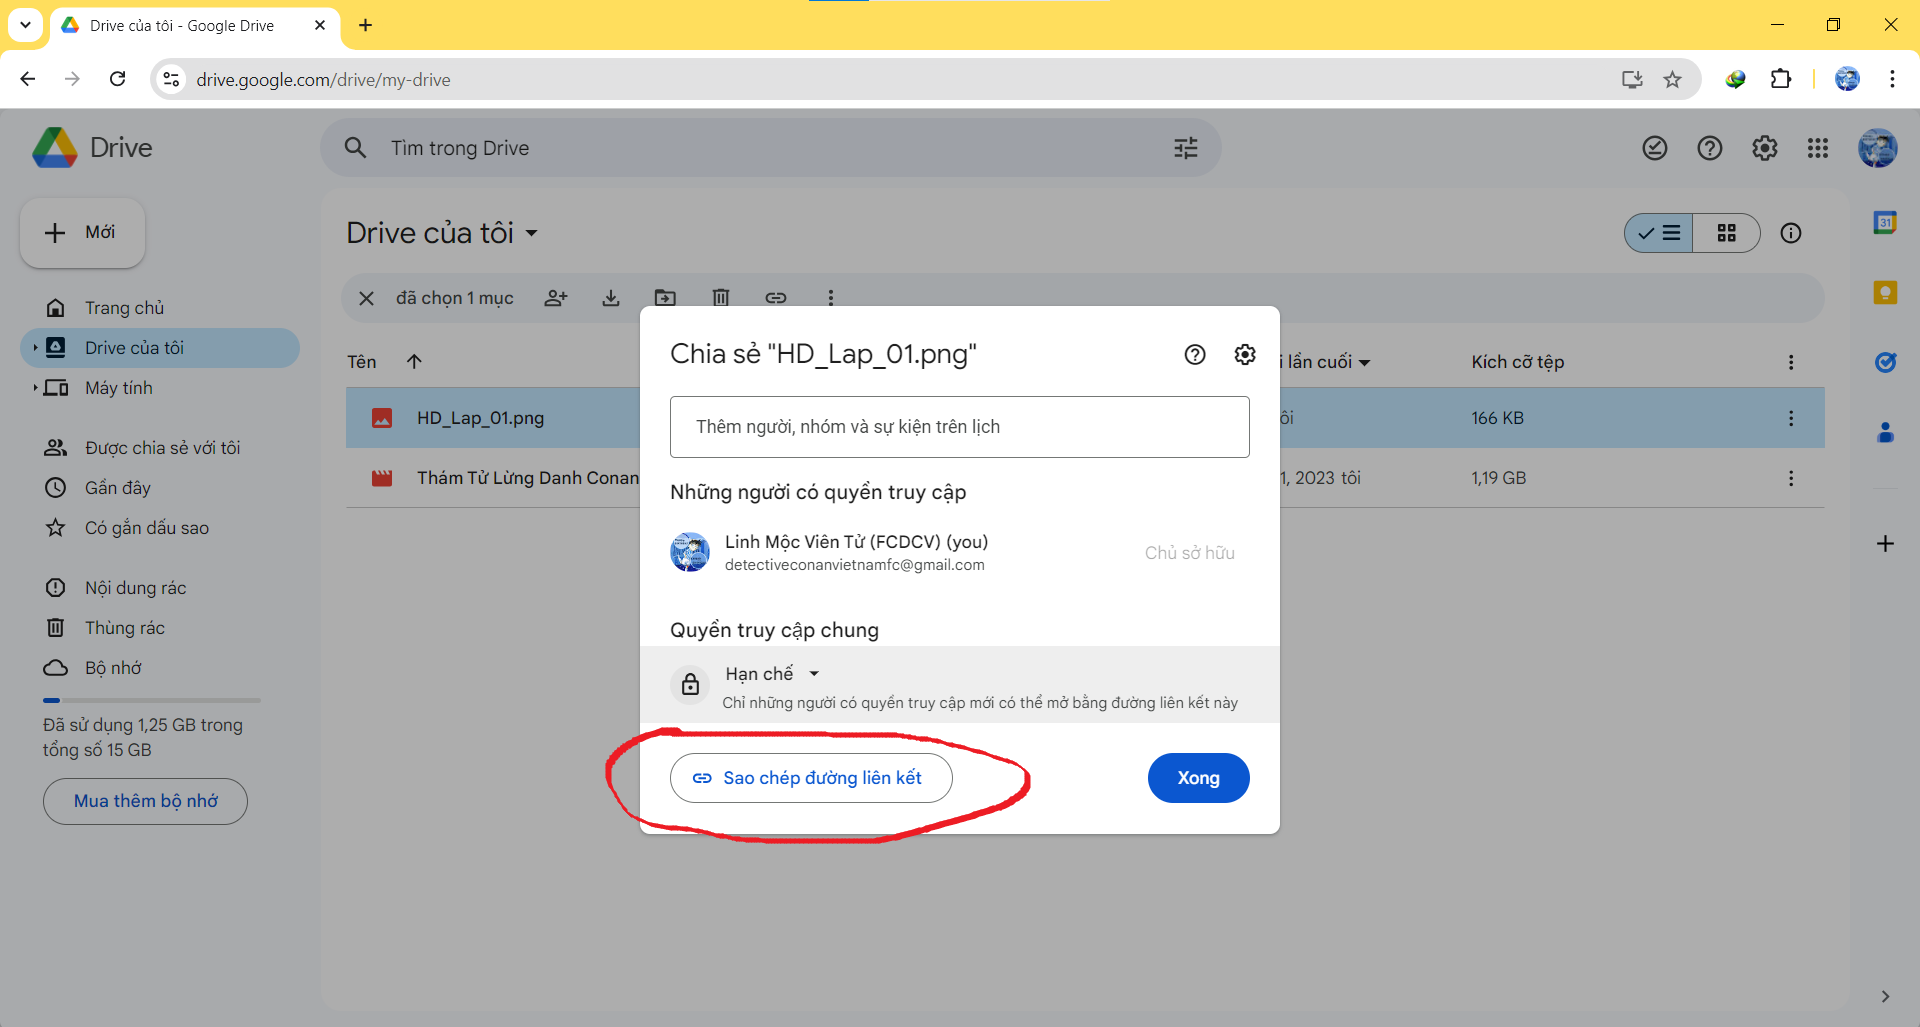 Drive của tôi - Google Drive
drive.google.com/drive/my-drive
Drive
Tìm trong Drive
Mới
Trang chủ
Drive của tôi
Máy tính
Được chia sẻ với tôi
Gần đây
Có gắn dấu sao
Nội dung rác
Thùng rác
Bộ nhớ
Đã sử dụng 1,25 GB trong
tổng số 15 GB
Mua thêm bộ nhớ
Drive của tôi
đã chọn 1 mục
Tên
i lần cuối
Kích cỡ tệp
HD_Lap_01.png
ôi
166 KB
Thám Tử Lừng Danh Conan
1, 2023 tôi
1,19 GB
Chia sẻ "HD_Lap_01.png"
Thêm người, nhóm và sự kiện trên lịch
Những người có quyền truy cập
Linh Mộc Viên Tử (FCDCV) (you)
detectiveconanvietnamfc@gmail.com
Chủ sở hữu
Quyền truy cập chung
Hạn chế
Chỉ những người có quyền truy cập mới có thể mở bằng đường liên kết này
Sao chép đường liên kết
Xong
31